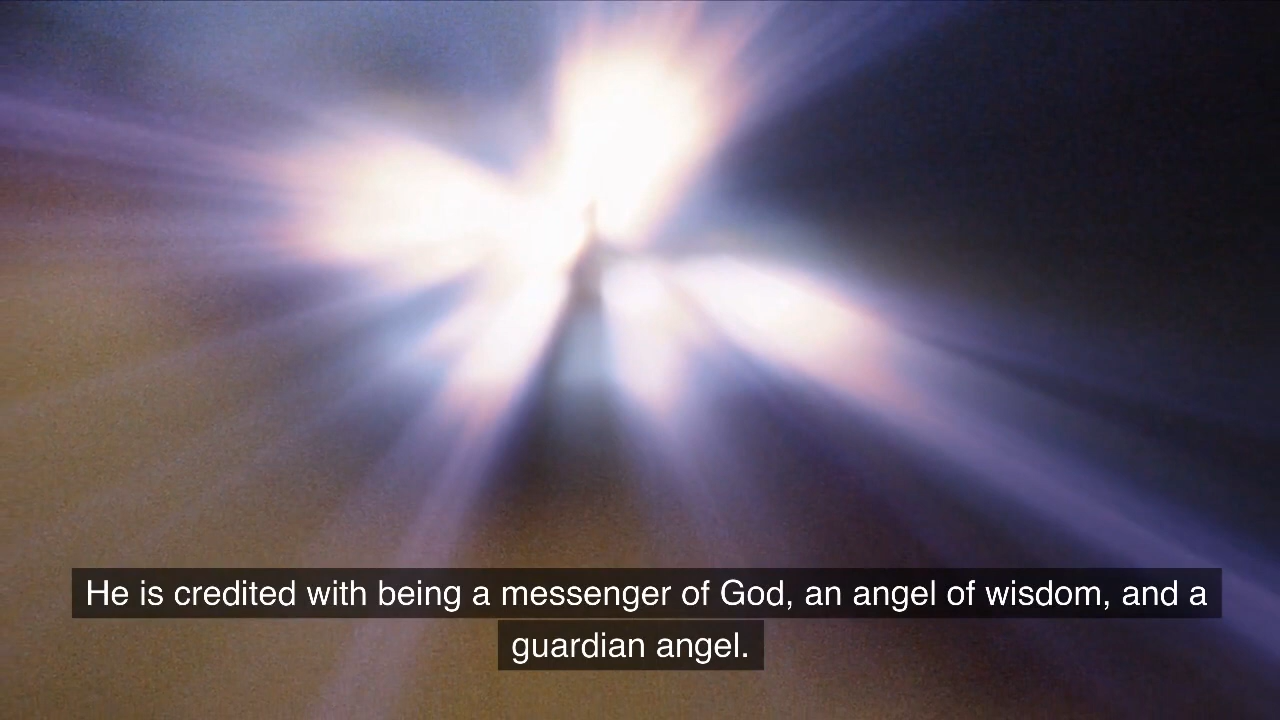 He is credited with being a messenger of God, an angel of wisdom, and a
guardian angel.